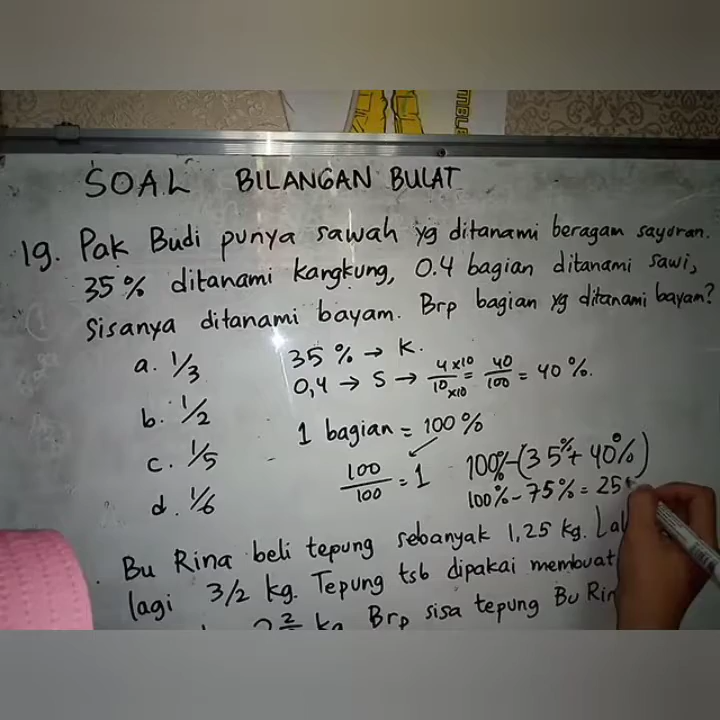 SOAL BILANGAN BULAT
19. Pak Budi punya sawah yg ditanami beragam sayuran.
35% ditanami kangkung, 0.4 bagian ditanami sawi,
sisanya ditanami bayam. Brp bagian yg ditanami bayam?
a. 1/3
b. 1/2
c. 1/5
d. 1/6
35% → K.
0,4 → S → 4 x10 / 10 x10 = 40/100 = 40%.
1 bagian = 100%
100/100 = 1
100% - (35% + 40%)
100% - 75% = 25
Bu Rina beli tepung sebanyak 1,25 kg.
lagi 3/2 kg. Tepung tsb dipakai membuat
kg. Brp sisa tepung Bu